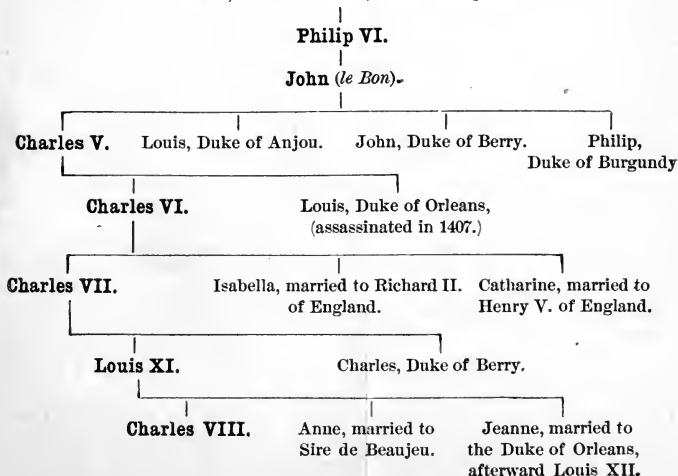 Philip VI.
John (le Bon).
Charles V. Louis, Duke of Anjou. John, Duke of Berry. Philip,
Duke of Burgundy
Charles VI. Louis, Duke of Orleans,
(assassinated in 1407.)
Charles VII. Isabella, married to Richard II. Catharine, married to
of England. Henry V. of England.
Louis XI. Charles, Duke of Berry.
Charles VIII. Anne, married to Jeanne, married to
Sire de Beaujeu. the Duke of Orleans,
afterward Louis XII.